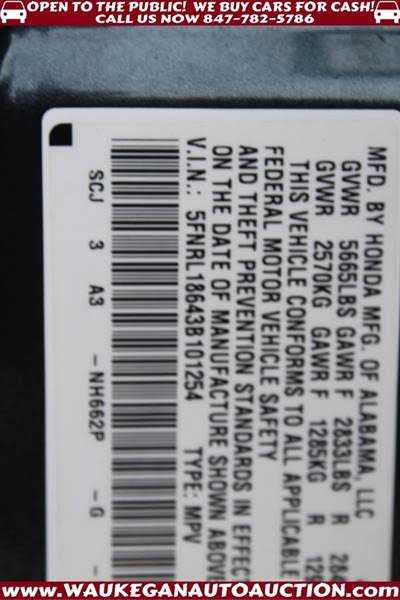 OPEN TO THE PUBLIC! WE BUY CARS FOR CASH!
CALL US NOW 847-782-5786
MFD. BY HONDA MFG. OF ALABAMA, LLC
GVWR 5665LBS GAWR F 2833LBS R
GVWR 2570KG GAWR F 1285KG R
THIS VEHICLE CONFORMS TO ALL APPLICABLE
FEDERAL MOTOR VEHICLE SAFETY
AND THEFT PREVENTION STANDARDS IN EFFEC
ON THE DATE OF MANUFACTURE SHOWN ABOVE
V.I.N.: 5FNRL18643B101254 TYPE: MPV
SCJ 3 A3 - NH662P - G -
WWW.WAUKEGANAUTOAUCTION.COM!